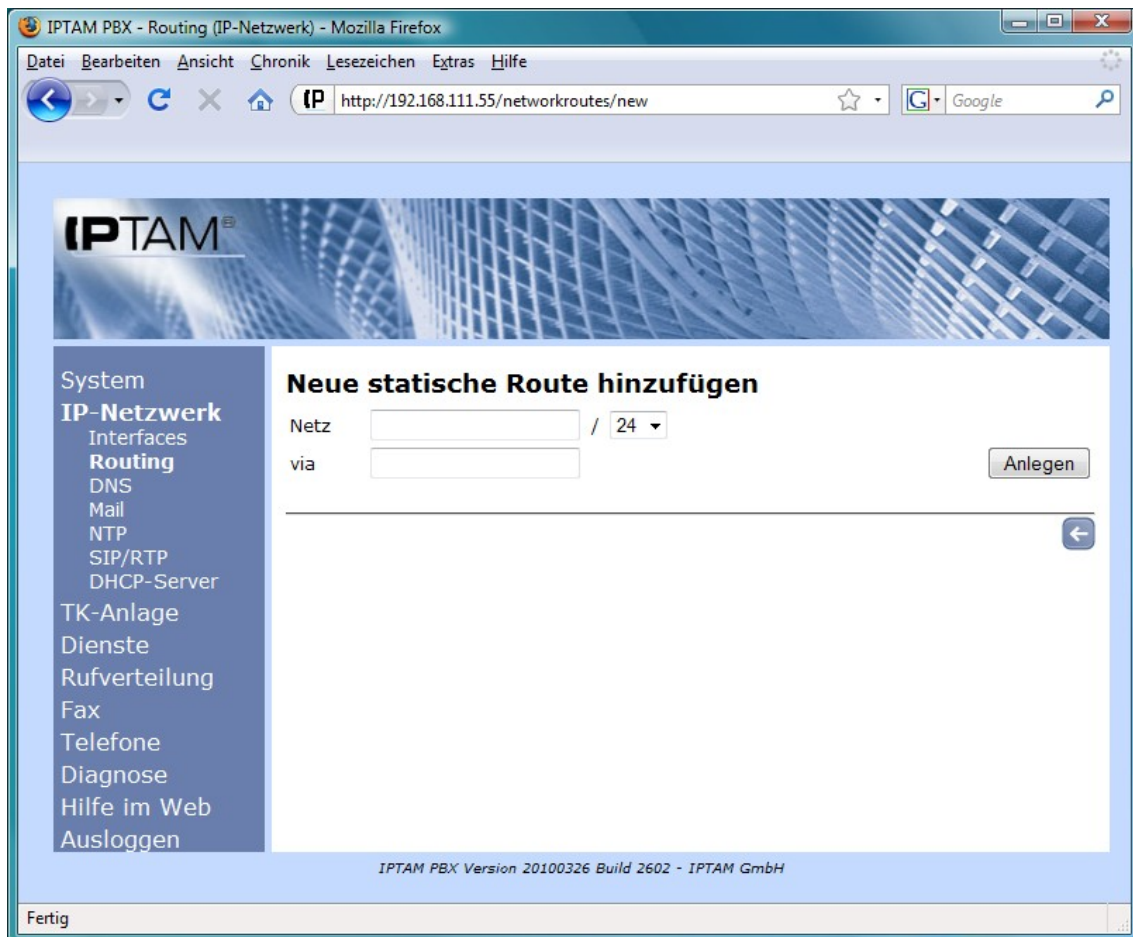 IPTAM PBX - Routing (IP-Netzwerk) - Mozilla Firefox
Datei Bearbeiten Ansicht Chronik Lesezeichen Extras Hilfe
http://192.168.111.55/networkroutes/new
Google
IPTAM®
System
IP-Netzwerk
Interfaces
Routing
DNS
Mail
NTP
SIP/RTP
DHCP-Server
TK-Anlage
Dienste
Rufverteilung
Fax
Telefone
Diagnose
Hilfe im Web
Ausloggen
Neue statische Route hinzufügen
Netz / 24
via Anlegen
IPTAM PBX Version 20100326 Build 2602 - IPTAM GmbH
Fertig